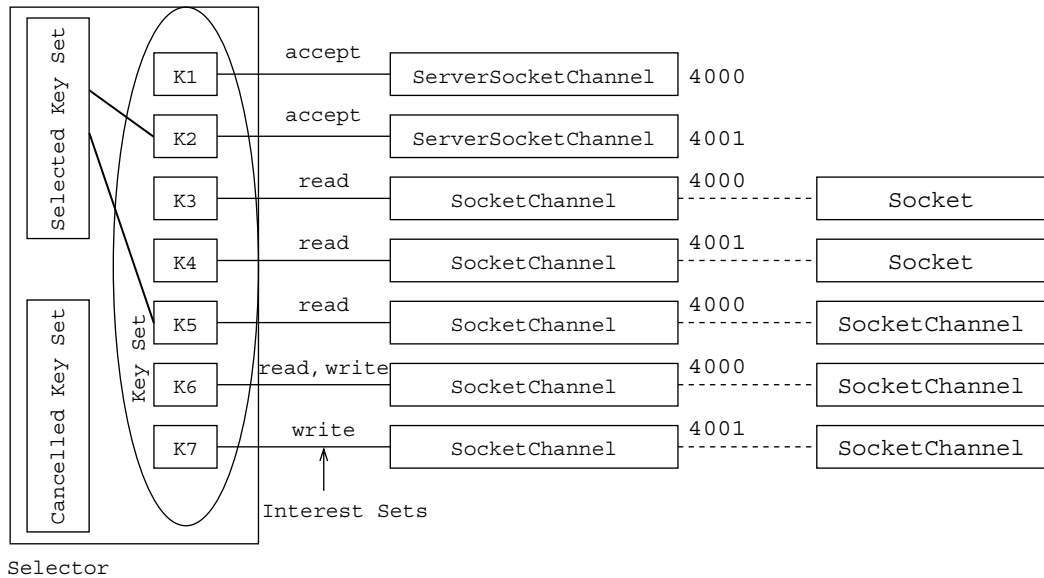 Selected Key Set
Cancelled Key Set
Key Set
K1
accept
ServerSocketChannel
4000
K2
accept
ServerSocketChannel
4001
K3
read
SocketChannel
4000
Socket
K4
read
SocketChannel
4001
Socket
K5
read
SocketChannel
4000
SocketChannel
K6
read, write
SocketChannel
4000
SocketChannel
K7
write
SocketChannel
4001
SocketChannel
Interest Sets
Selector